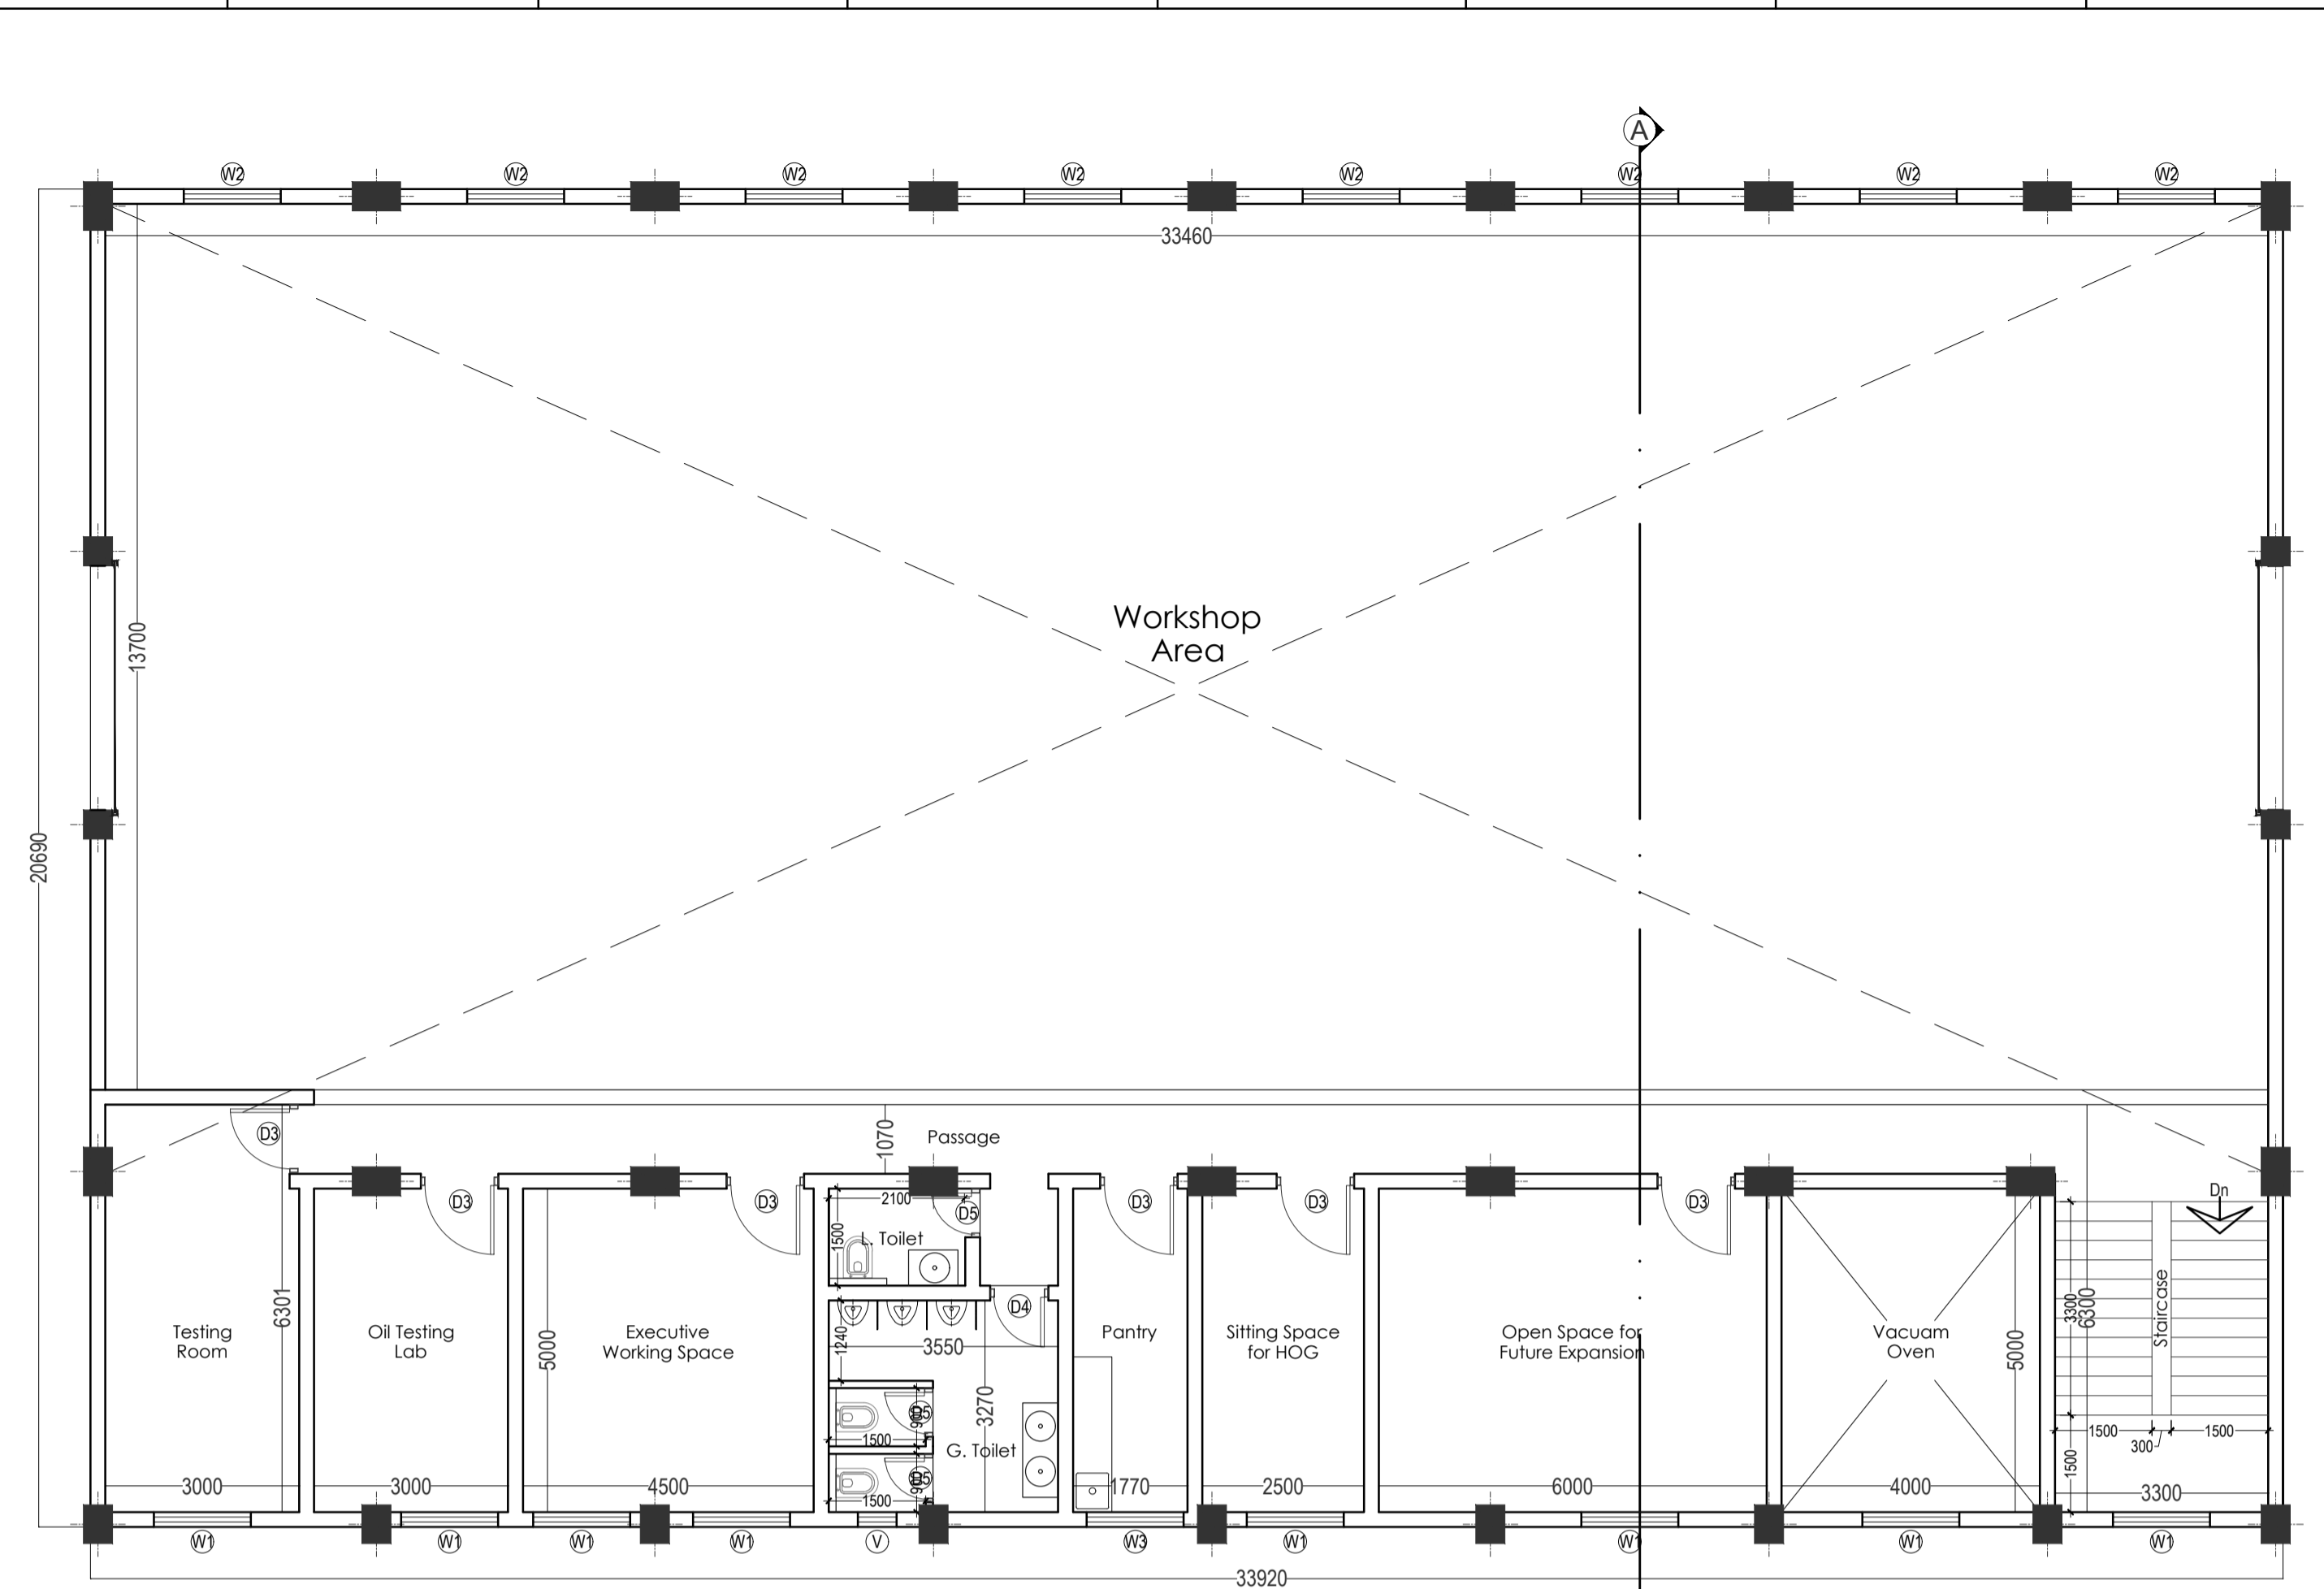 A
W2 W2 W2 W2 W2 W2 W2 W2
33460
Workshop
Area
13700
20690
D3
1070
Passage
D3 D3 2100 D5 D3 D3 D3 Dn
1500
L. Toilet
6301
D4
1240
3550
Testing
Room
Oil Testing
Lab
Executive
Working Space
5000
Pantry
Sitting Space
for HOG
Open Space for
Future Expansion
Vacuam
Oven
5000
3300
6300
Staircase
3270
D5
900
1500
G. Toilet
D5
900
1500
1500 300 1500
1500
3000 3000 4500 1770 2500 6000 4000 3300
W1 W1 W1 W1 V W3 W1 W1 W1 W1
33920